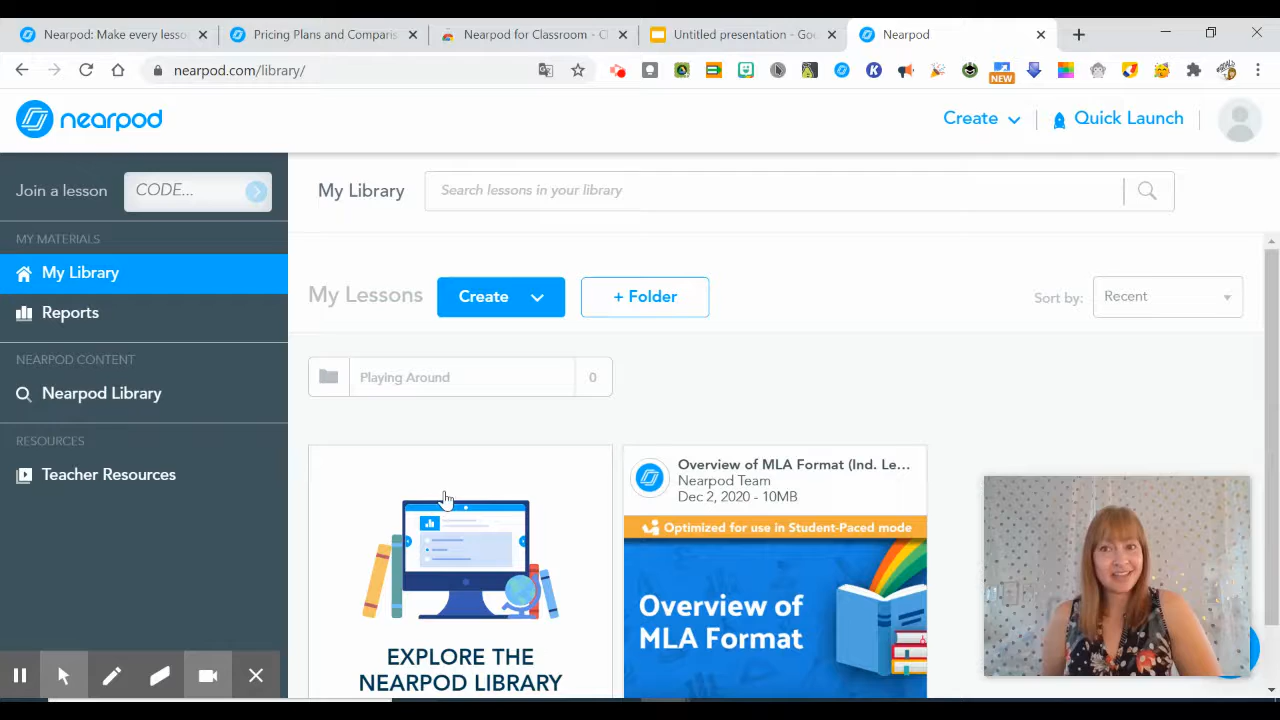 Nearpod: Make every lesso
Pricing Plans and Comparis
Nearpod for Classroom - C
Untitled presentation - Goo
Nearpod
nearpod.com/library/
NEW
nearpod
Create
Quick Launch
Join a lesson
CODE...
My Library
Search lessons in your library
MY MATERIALS
My Library
Reports
NEARPOD CONTENT
Nearpod Library
RESOURCES
Teacher Resources
My Lessons
Create
+ Folder
Sort by:
Recent
Playing Around
0
EXPLORE THE
NEARPOD LIBRARY
Overview of MLA Format (Ind. Le...
Nearpod Team
Dec 2, 2020 - 10MB
Optimized for use in Student-Paced mode
Overview of
MLA Format